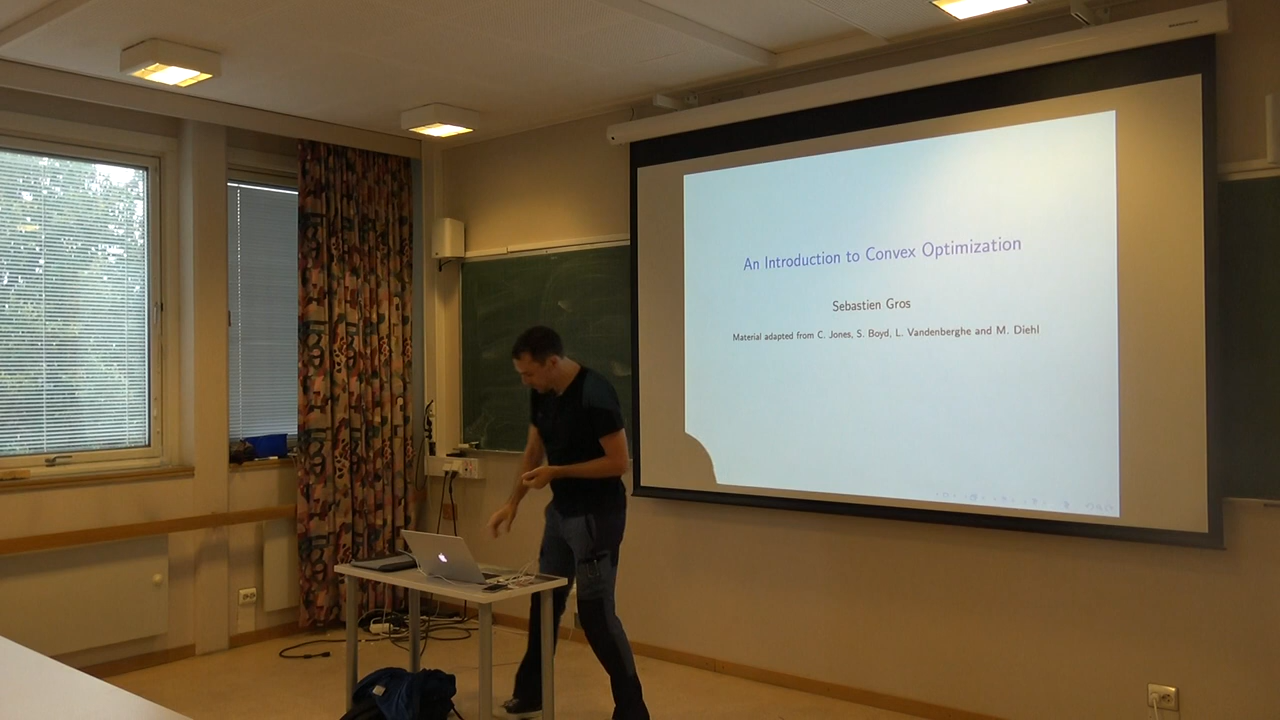 An Introduction to Convex Optimization
Sebastien Gros
Material adapted from C. Jones, S. Boyd, L. Vandenberghe and M. Diehl